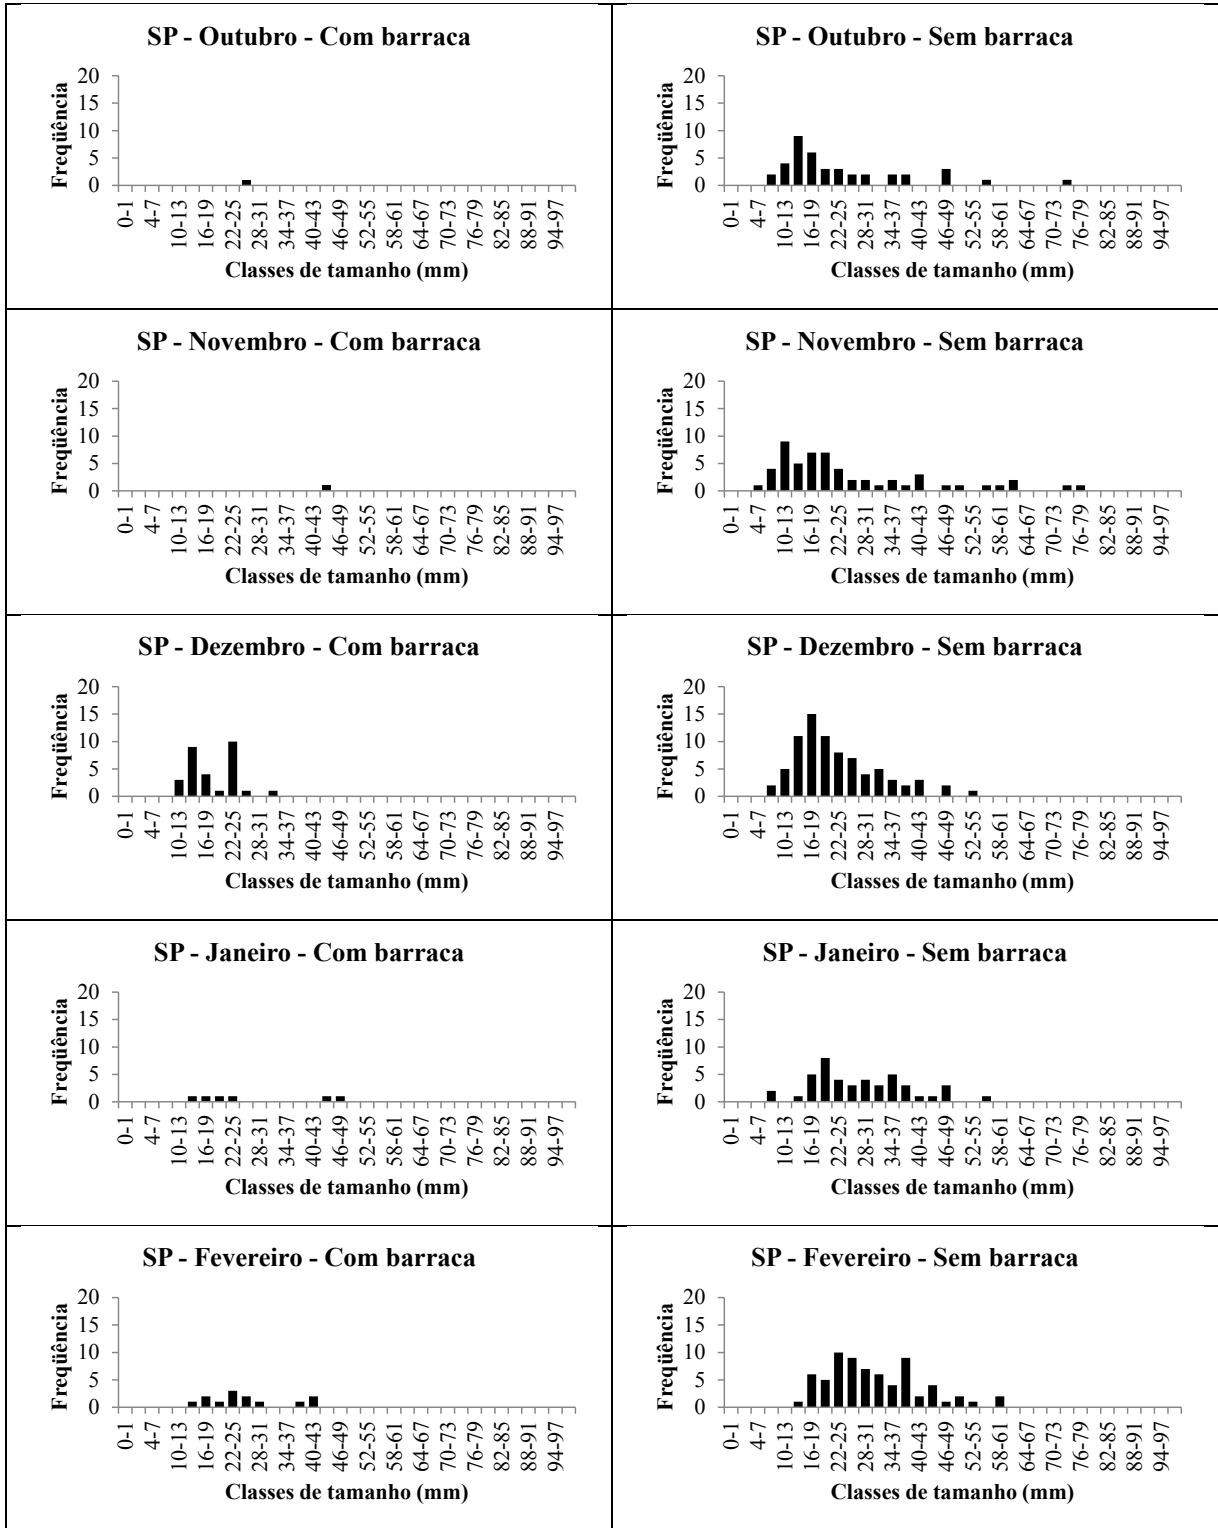 SP - Outubro - Com barraca
Freqüência
20
15
10
5
0
0-1 4-7 10-13 16-19 22-25 28-31 34-37 40-43 46-49 52-55 58-61 64-67 70-73 76-79 82-85 88-91 94-97
Classes de tamanho (mm)
SP - Outubro - Sem barraca
Freqüência
20
15
10
5
0
0-1 4-7 10-13 16-19 22-25 28-31 34-37 40-43 46-49 52-55 58-61 64-67 70-73 76-79 82-85 88-91 94-97
Classes de tamanho (mm)
SP - Novembro - Com barraca
Freqüência
20
15
10
5
0
0-1 4-7 10-13 16-19 22-25 28-31 34-37 40-43 46-49 52-55 58-61 64-67 70-73 76-79 82-85 88-91 94-97
Classes de tamanho (mm)
SP - Novembro - Sem barraca
Freqüência
20
15
10
5
0
0-1 4-7 10-13 16-19 22-25 28-31 34-37 40-43 46-49 52-55 58-61 64-67 70-73 76-79 82-85 88-91 94-97
Classes de tamanho (mm)
SP - Dezembro - Com barraca
Freqüência
20
15
10
5
0
0-1 4-7 10-13 16-19 22-25 28-31 34-37 40-43 46-49 52-55 58-61 64-67 70-73 76-79 82-85 88-91 94-97
Classes de tamanho (mm)
SP - Dezembro - Sem barraca
Freqüência
20
15
10
5
0
0-1 4-7 10-13 16-19 22-25 28-31 34-37 40-43 46-49 52-55 58-61 64-67 70-73 76-79 82-85 88-91 94-97
Classes de tamanho (mm)
SP - Janeiro - Com barraca
Freqüência
20
15
10
5
0
0-1 4-7 10-13 16-19 22-25 28-31 34-37 40-43 46-49 52-55 58-61 64-67 70-73 76-79 82-85 88-91 94-97
Classes de tamanho (mm)
SP - Janeiro - Sem barraca
Freqüência
20
15
10
5
0
0-1 4-7 10-13 16-19 22-25 28-31 34-37 40-43 46-49 52-55 58-61 64-67 70-73 76-79 82-85 88-91 94-97
Classes de tamanho (mm)
SP - Fevereiro - Com barraca
Freqüência
20
15
10
5
0
0-1 4-7 10-13 16-19 22-25 28-31 34-37 40-43 46-49 52-55 58-61 64-67 70-73 76-79 82-85 88-91 94-97
Classes de tamanho (mm)
SP - Fevereiro - Sem barraca
Freqüência
20
15
10
5
0
0-1 4-7 10-13 16-19 22-25 28-31 34-37 40-43 46-49 52-55 58-61 64-67 70-73 76-79 82-85 88-91 94-97
Classes de tamanho (mm)